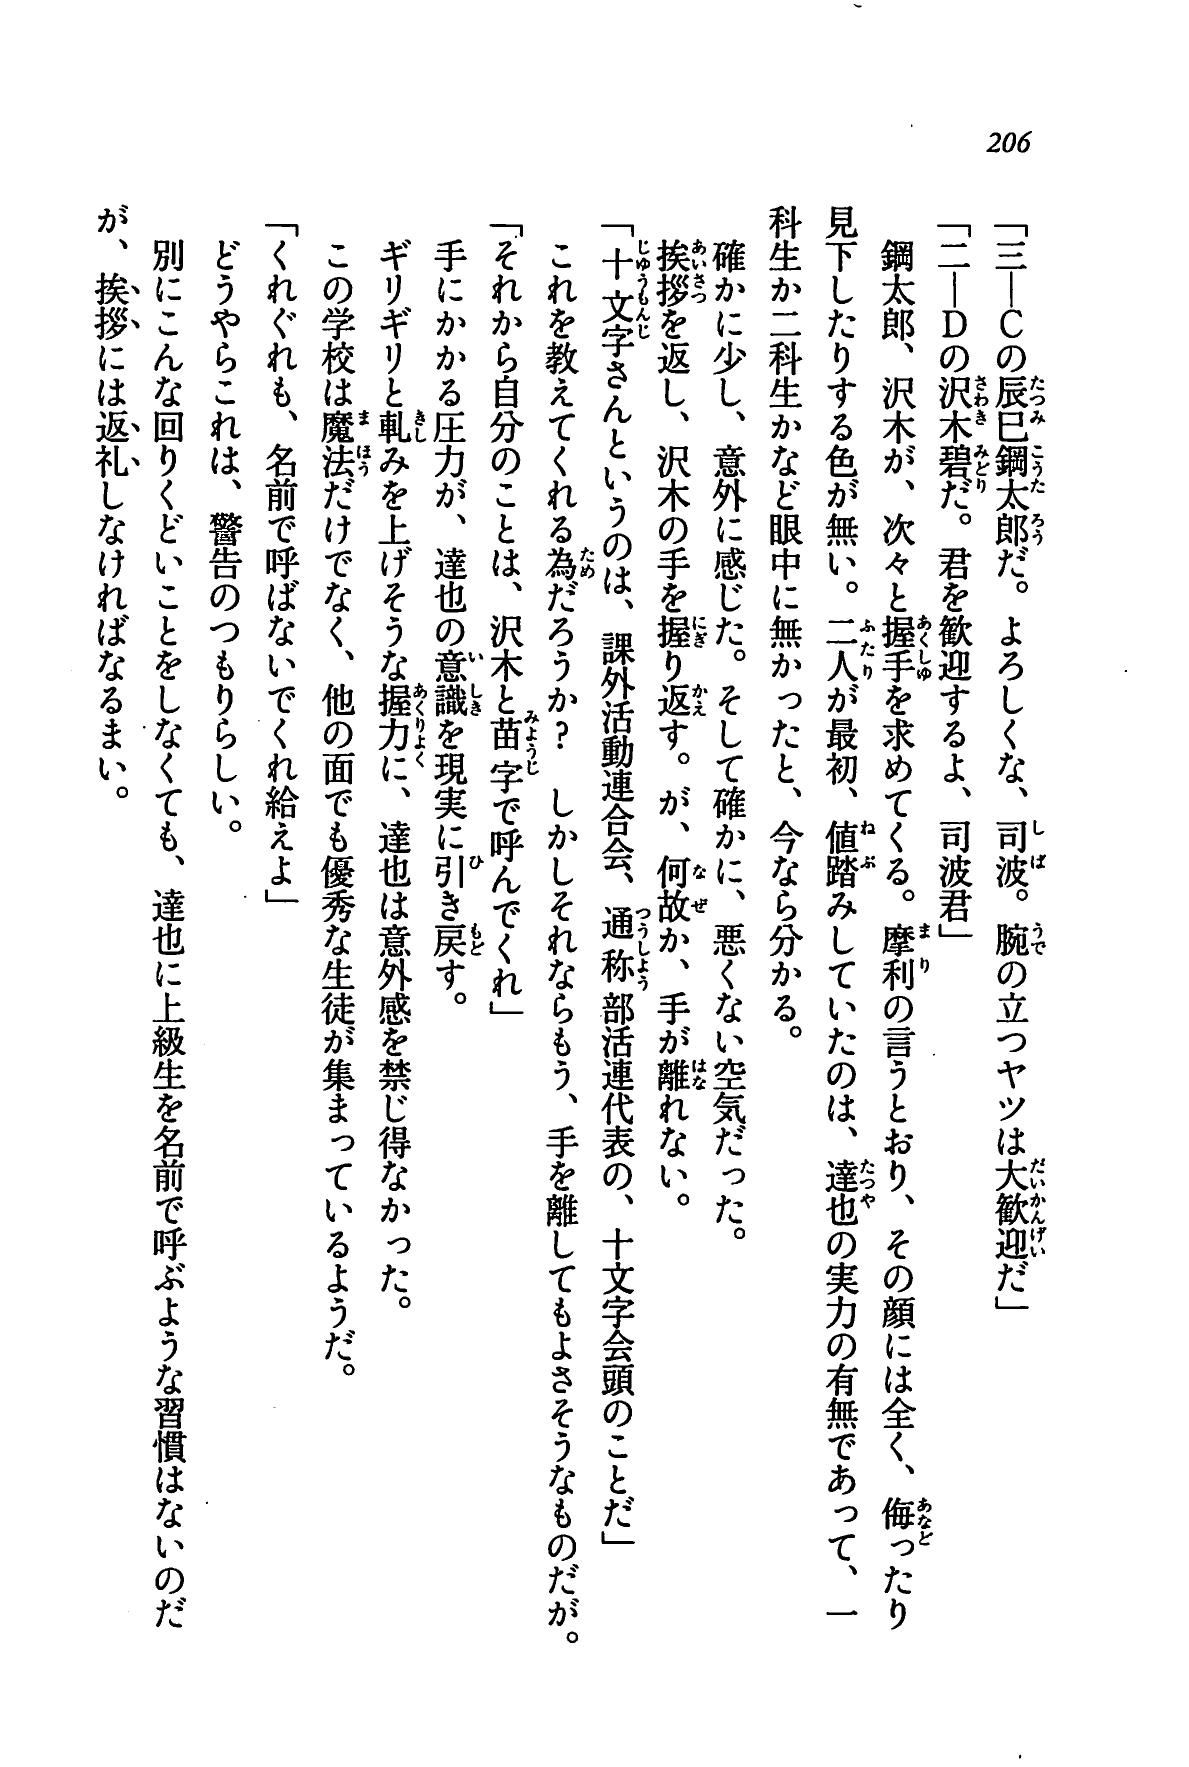 206
「三―Cの辰巳鋼太郎だ。よろしくな、司波。腕の立つヤツは大歓迎だ」
「二―Dの沢木碧だ。君を歓迎するよ、司波君」
鋼太郎、沢木が、次々と握手を求めてくる。摩利の言うとおり、その顔には全く、侮ったり
見下したりする色が無い。二人が最初、値踏みしていたのは、達也の実力の有無であって、一
科生か二科生かなど眼中に無かったと、今なら分かる。
確かに少し、意外に感じた。そして確かに、悪くない空気だった。
挨拶を返し、沢木の手を握り返す。が、何故か、手が離れない。
「十文字さんというのは、課外活動連合会、通称部活連代表の、十文字会頭のことだ」
これを教えてくれる為だろうか？　しかしそれならもう、手を離してもよさそうなものだが。
「それから自分のことは、沢木と苗字で呼んでくれ」
手にかかる圧力が、達也の意識を現実に引き戻す。
ギリギリと軋みを上げそうな握力に、達也は意外感を禁じ得なかった。
この学校は魔法だけでなく、他の面でも優秀な生徒が集まっているようだ。
「くれぐれも、名前で呼ばないでくれ給えよ」
どうやらこれは、警告のつもりらしい。
別にこんな回りくどいことをしなくても、達也に上級生を名前で呼ぶような習慣はないのだ
が、挨拶には返礼しなければなるまい。